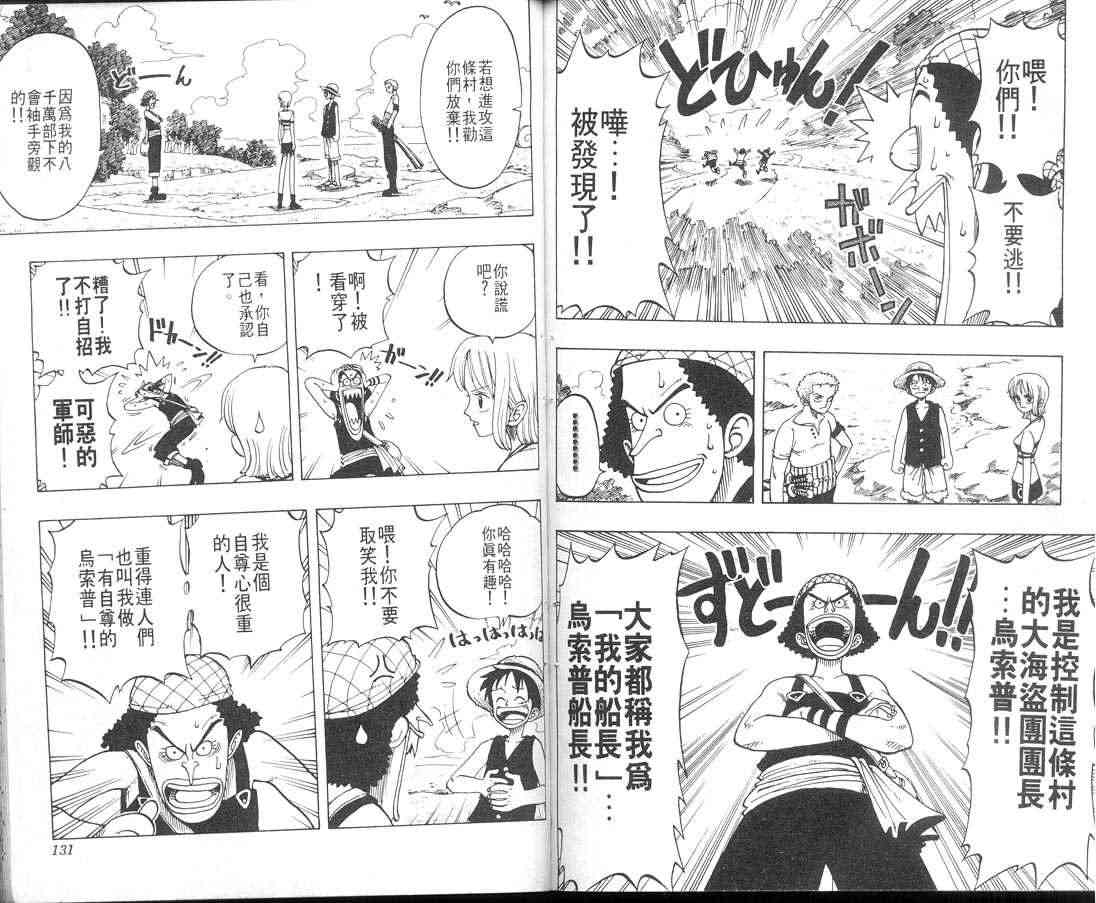 喂！
你們!!
不要逃!!
どひゅん!
嘩…!
被發現了!!
ガボーン
…………
我是控制這條村
的大海盜團團長
…烏索普!!
ずどーーん!!
大家都稱我爲
「我的船長」…
烏索普船長!!
若想進攻這
條村，我勸
你們放棄!!
どーん
因爲我的八
千萬部下不
會袖手旁觀
的!!
你說謊
吧?
啊!被
看穿了
!
ガーン!!
看,你自
己也承認
了。
ドーン!!
糟了!我
不打自招
了!!
可惡的
軍師!
哈哈哈哈!
你眞有趣!
はっはっはっは
喂!你不要
取笑我!!
我是個
自尊心很重
的人!
重得連人們
也叫我做
「有自尊的
烏索普」!!
131